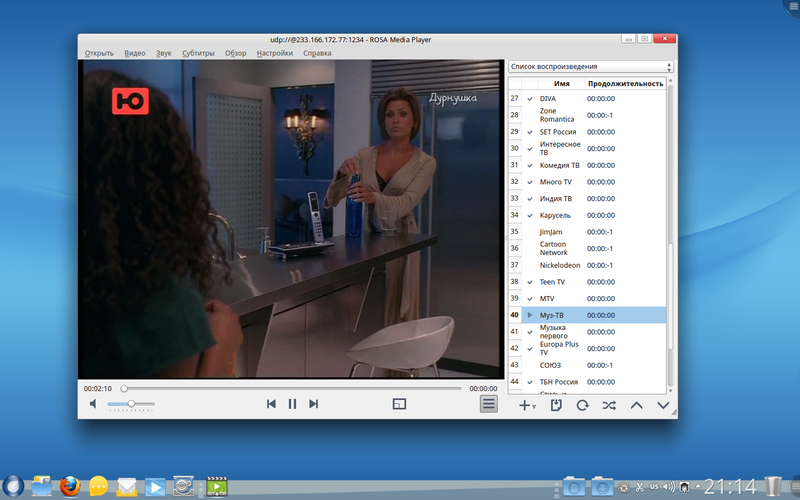 udp://@233.166.172.77:1234 - ROSA Media Player
Открыть Видео Звук Субтитры Обзор Настройки Справка
Ю
Дурнушка
Список воспроизведения
Имя Продолжительность
27 DIVA 00:00:00
28 Zone Romantica 00:00:-1
29 SET Россия 00:00:00
30 Интересное ТВ 00:00:00
31 Комедия ТВ 00:00:00
32 Много TV 00:00:00
33 Индия ТВ 00:00:00
34 Карусель 00:00:00
35 JimJam 00:00:-1
36 Cartoon Network 00:00:-1
37 Nickelodeon 00:00:-1
38 Teen TV 00:00:00
39 MTV 00:00:00
40 Муз-ТВ 00:00:00
41 Музыка первого 00:00:00
42 Europa Plus TV 00:00:00
43 СОЮЗ 00:00:-1
44 ТБН Россия 00:00:00
00:02:10 00:00:00
us 21:14